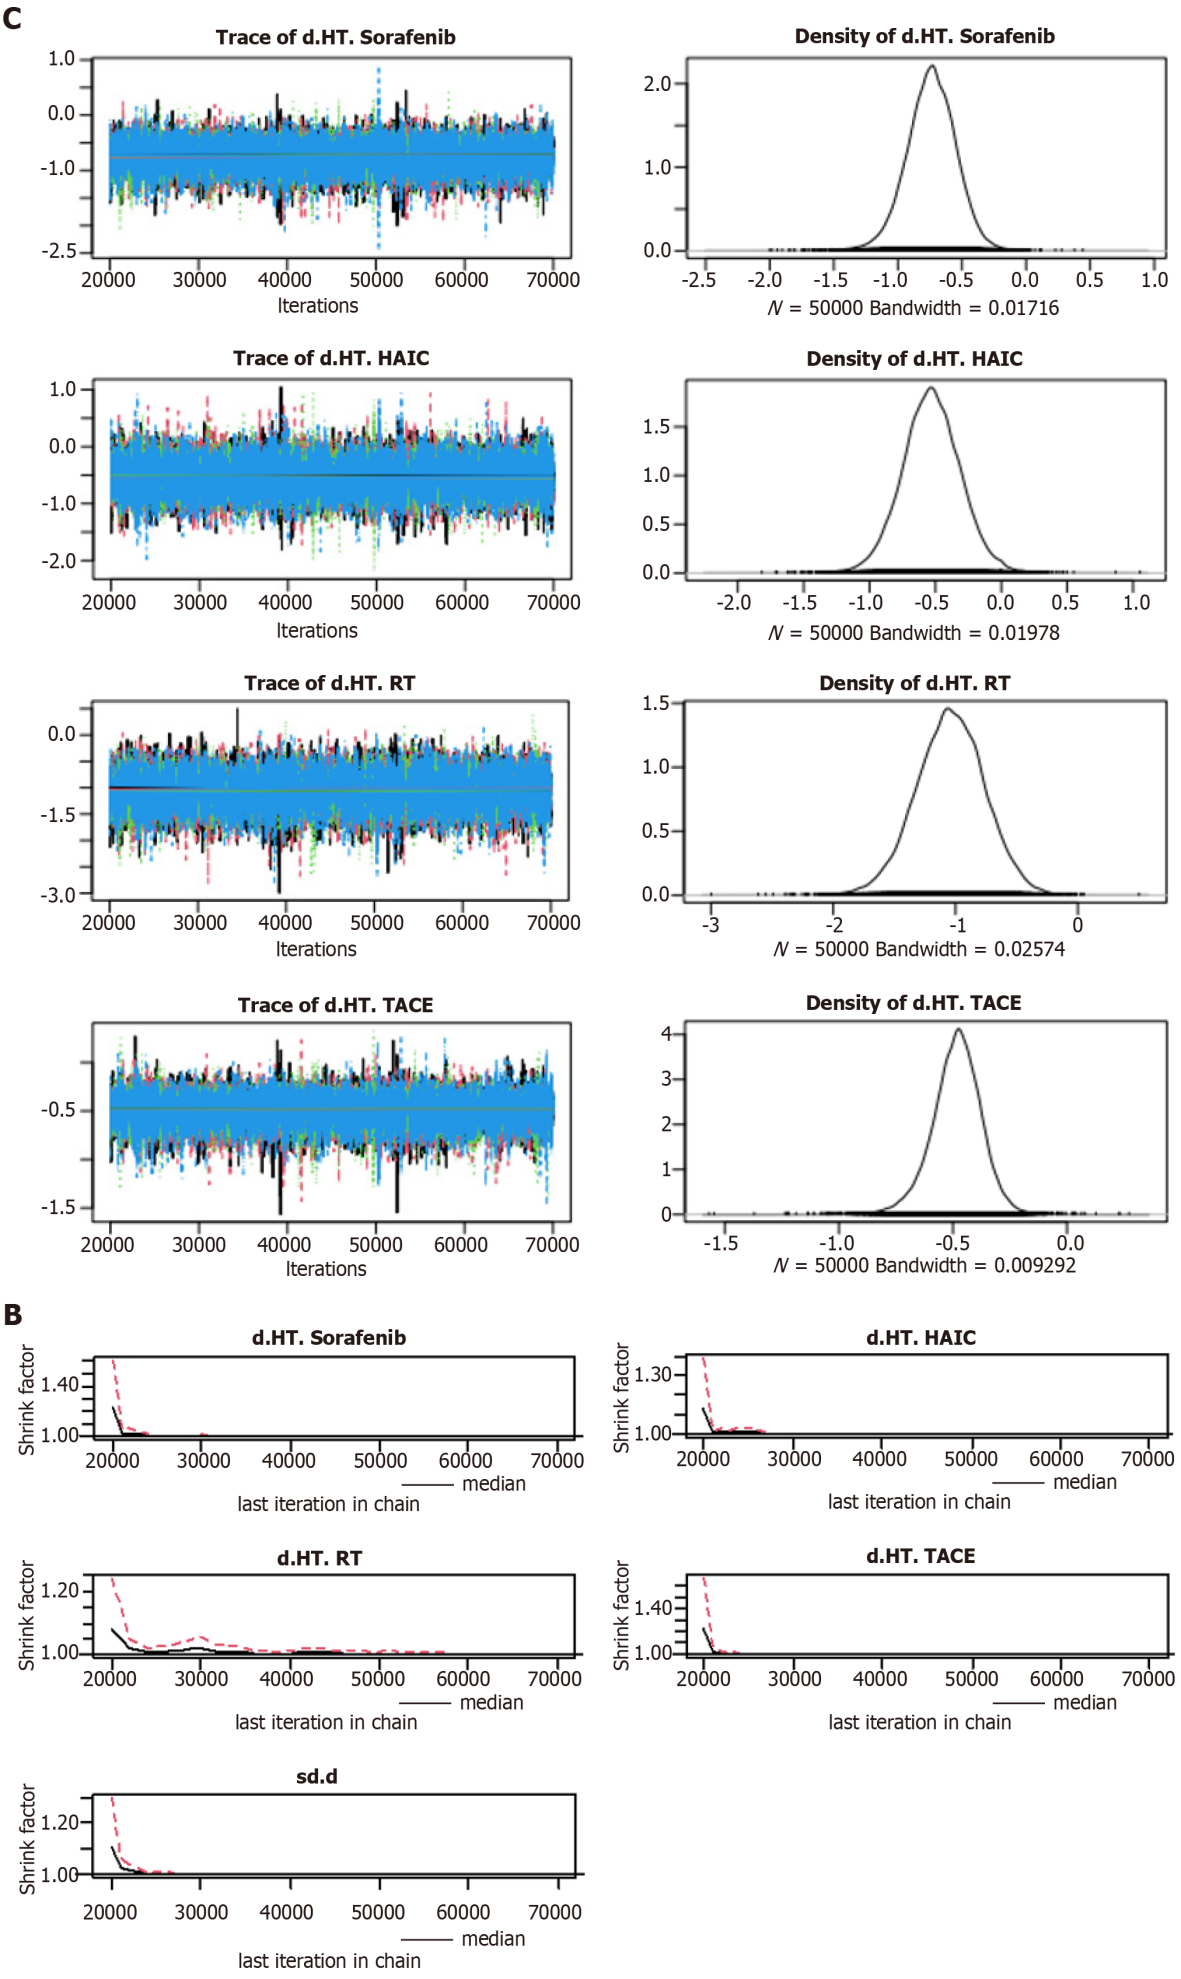 C
Trace of d.HT. Sorafenib
1.0
0.0
-1.0
-2.5
20000 30000 40000 50000 60000 70000
Iterations
Density of d.HT. Sorafenib
2.0
1.0
0.0
-2.5 -2.0 -1.5 -1.0 -0.5 0.0 0.5 1.0
N = 50000 Bandwidth = 0.01716
Trace of d.HT. HAIC
1.0
0.0
-1.0
-2.0
20000 30000 40000 50000 60000 70000
Iterations
Density of d.HT. HAIC
1.5
1.0
0.5
0.0
-2.0 -1.5 -1.0 -0.5 0.0 0.5 1.0
N = 50000 Bandwidth = 0.01978
Trace of d.HT. RT
0.0
-1.5
-3.0
20000 30000 40000 50000 60000 70000
Iterations
Density of d.HT. RT
1.5
1.0
0.5
0.0
-3 -2 -1 0
N = 50000 Bandwidth = 0.02574
Trace of d.HT. TACE
-0.5
-1.5
20000 30000 40000 50000 60000 70000
Iterations
Density of d.HT. TACE
4
3
2
1
0
-1.5 -1.0 -0.5 0.0
N = 50000 Bandwidth = 0.009292
B
d.HT. Sorafenib
Shrink factor
1.40
1.00
20000 30000 40000 50000 60000 70000
median
last iteration in chain
d.HT. HAIC
Shrink factor
1.30
1.00
20000 30000 40000 50000 60000 70000
median
last iteration in chain
d.HT. RT
Shrink factor
1.20
1.00
20000 30000 40000 50000 60000 70000
median
last iteration in chain
d.HT. TACE
Shrink factor
1.40
1.00
20000 30000 40000 50000 60000 70000
median
last iteration in chain
sd.d
Shrink factor
1.20
1.00
20000 30000 40000 50000 60000 70000
median
last iteration in chain